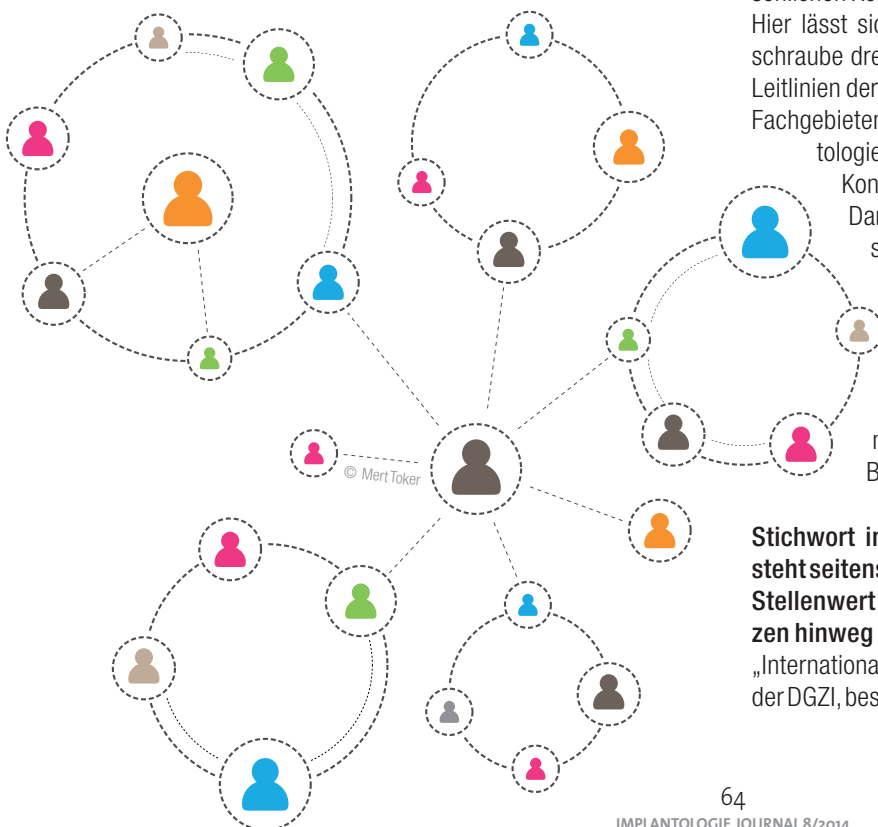 Hier lässt sic
schraube dre
Leitlinien der
Fachgebieten
tologie
Kon
Dar
s
© Mert Toker
B
Stichwort in
steht seitens
Stellenwert
zen hinweg
„Internationa
der DGZI, bes
64
IMPLANTOLOGIE JOURNAL 8/2014